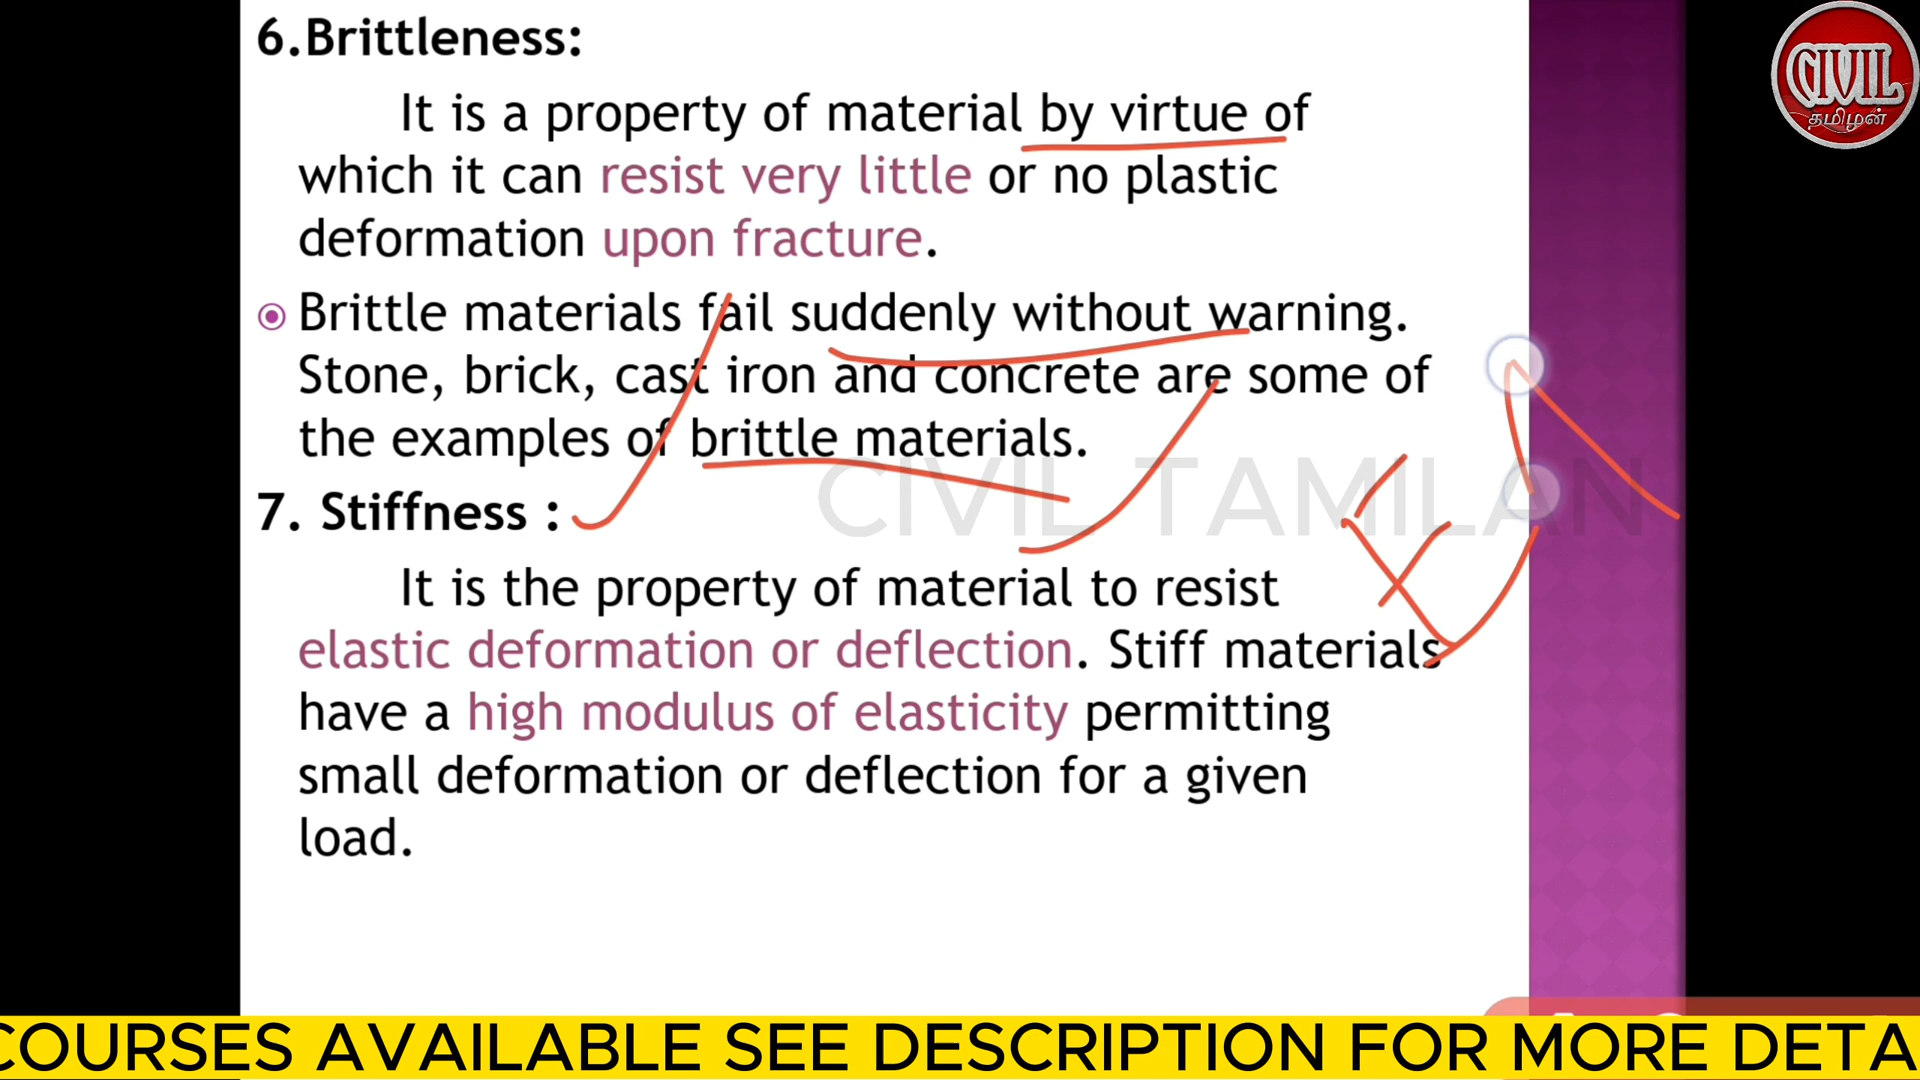 6.Brittleness:
It is a property of material by virtue of
which it can resist very little or no plastic
deformation upon fracture.
Brittle materials fail suddenly without warning.
Stone, brick, cast iron and concrete are some of
the examples of brittle materials.
7. Stiffness :
It is the property of material to resist
elastic deformation or deflection. Stiff materials
have a high modulus of elasticity permitting
small deformation or deflection for a given
load.
CIVIL
தமிழன்
CIVIL TAMILAN
COURSES AVAILABLE SEE DESCRIPTION FOR MORE DETA